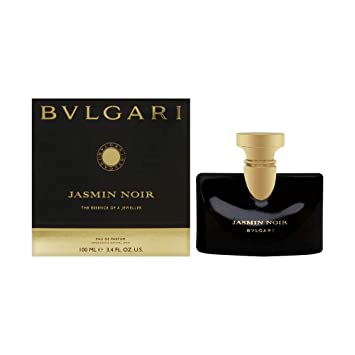 BVLGARI
JASMIN NOIR
THE ESSENCE OF A JEWELLER
EAU DE PARFUM
100 ML ℮ 3.4 FL. OZ. U.S.
JASMIN NOIR
BVLGARI